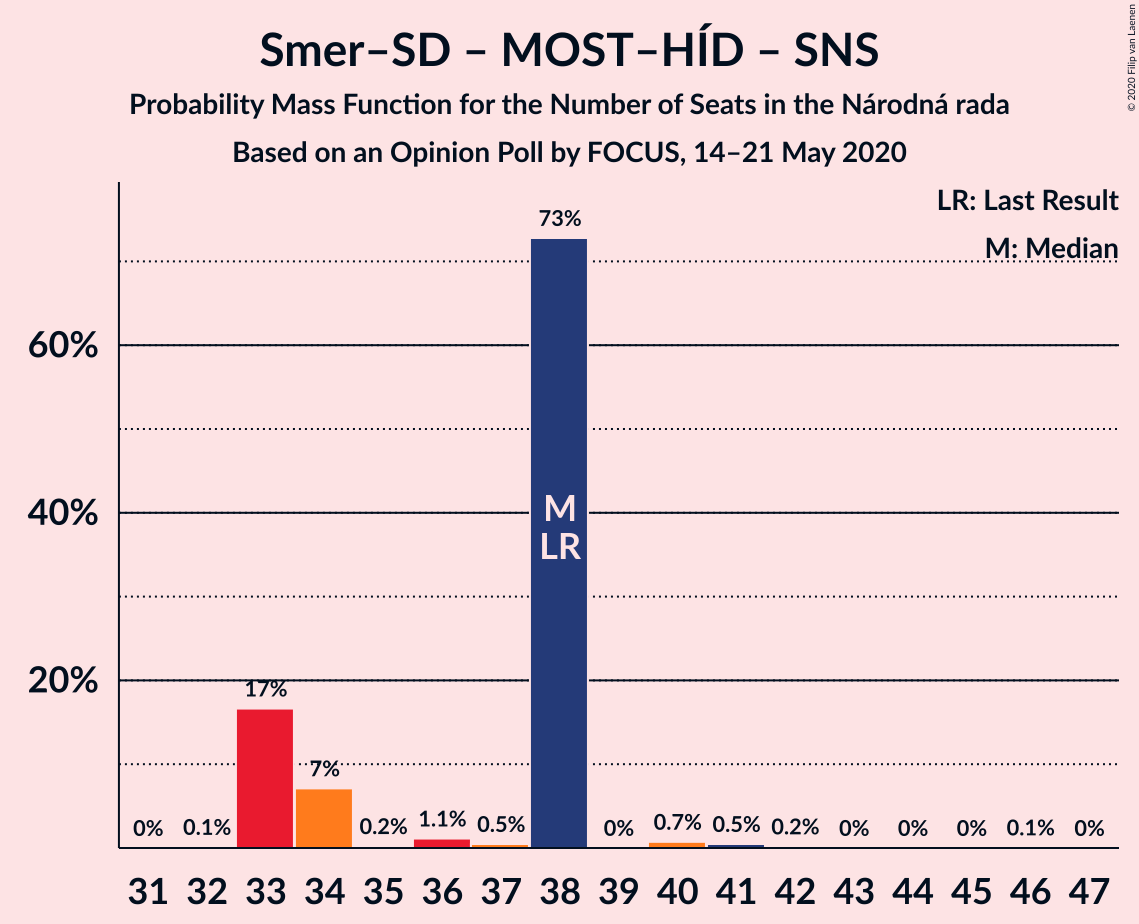 Smer–SD – MOST–HÍD – SNS
Probability Mass Function for the Number of Seats in the Národná rada
Based on an Opinion Poll by FOCUS, 14–21 May 2020
© 2020 Filip van Laenen
LR: Last Result
M: Median
60%
40%
20%
0%
0.1%
17%
7%
0.2%
1.1%
0.5%
73%
0%
0.7%
0.5%
0.2%
0%
0%
0%
0.1%
0%
M
LR
31 32 33 34 35 36 37 38 39 40 41 42 43 44 45 46 47